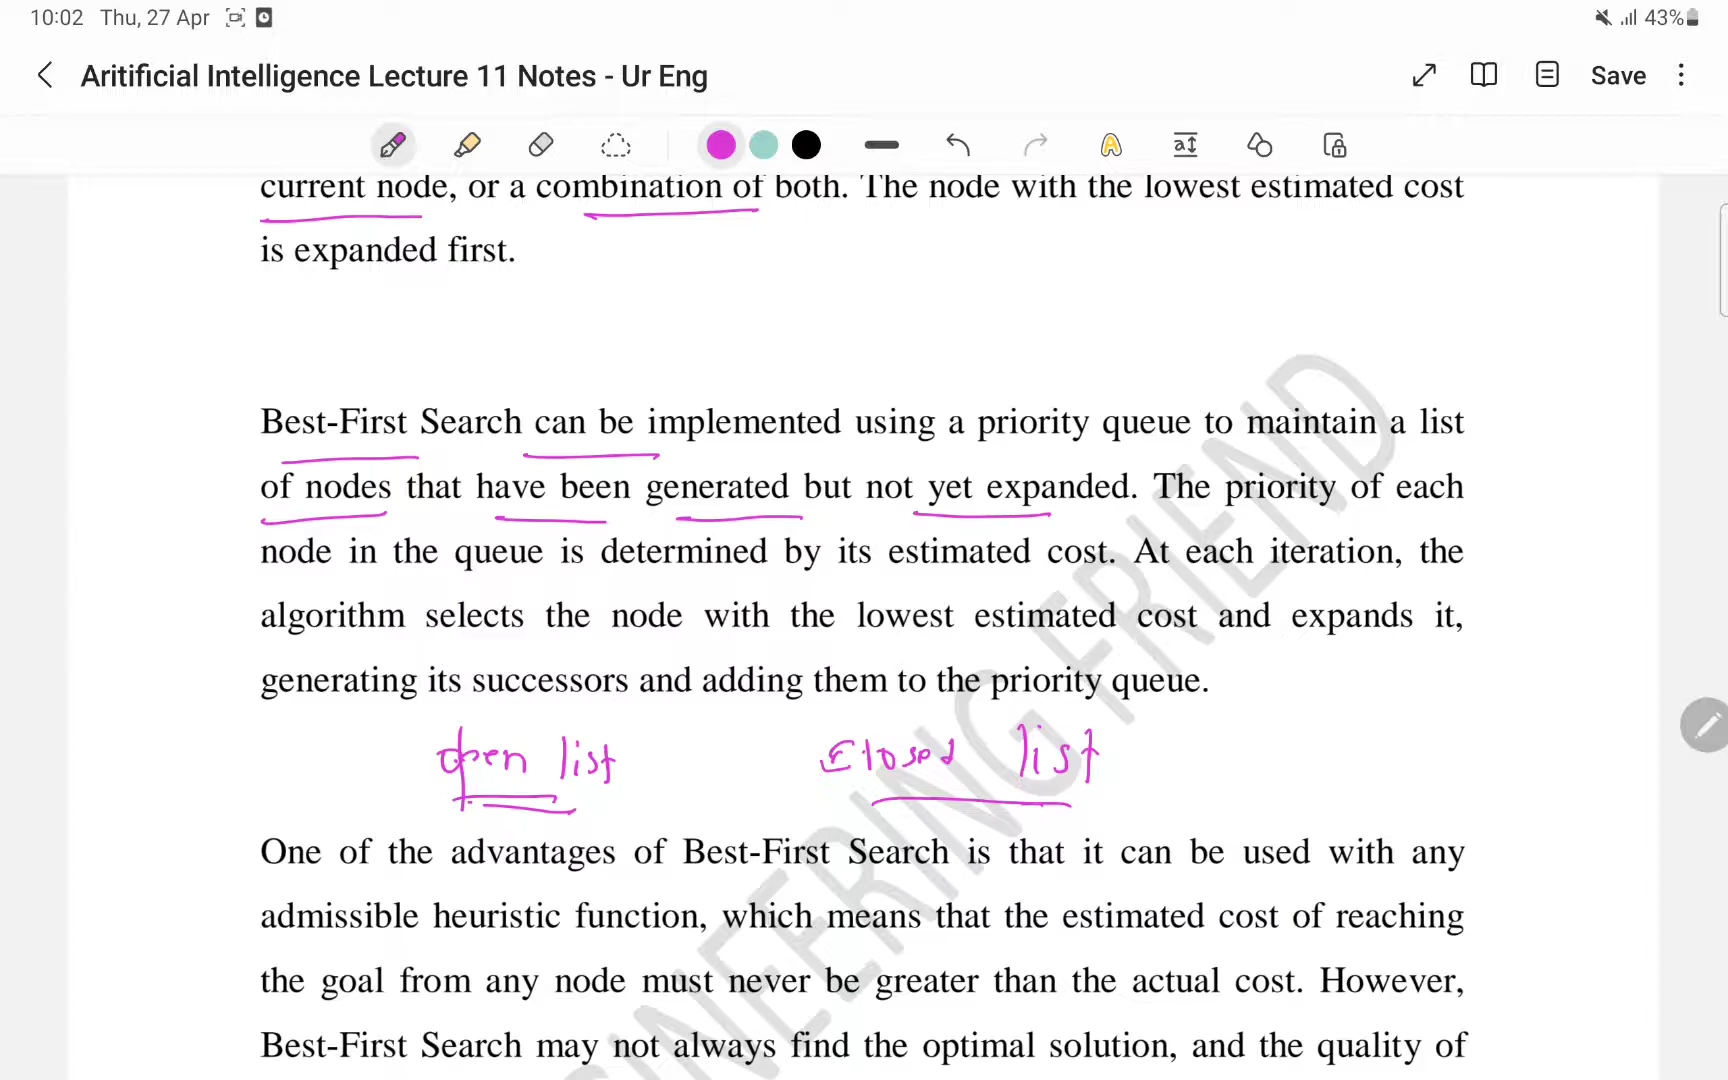 10:02 Thu, 27 Apr 43%
Aritificial Intelligence Lecture 11 Notes - Ur Eng Save
current node, or a combination of both. The node with the lowest estimated cost
is expanded first.
Best-First Search can be implemented using a priority queue to maintain a list
of nodes that have been generated but not yet expanded. The priority of each
node in the queue is determined by its estimated cost. At each iteration, the
algorithm selects the node with the lowest estimated cost and expands it,
generating its successors and adding them to the priority queue.
open list closed list
One of the advantages of Best-First Search is that it can be used with any
admissible heuristic function, which means that the estimated cost of reaching
the goal from any node must never be greater than the actual cost. However,
Best-First Search may not always find the optimal solution, and the quality of
INEERING FRIEND